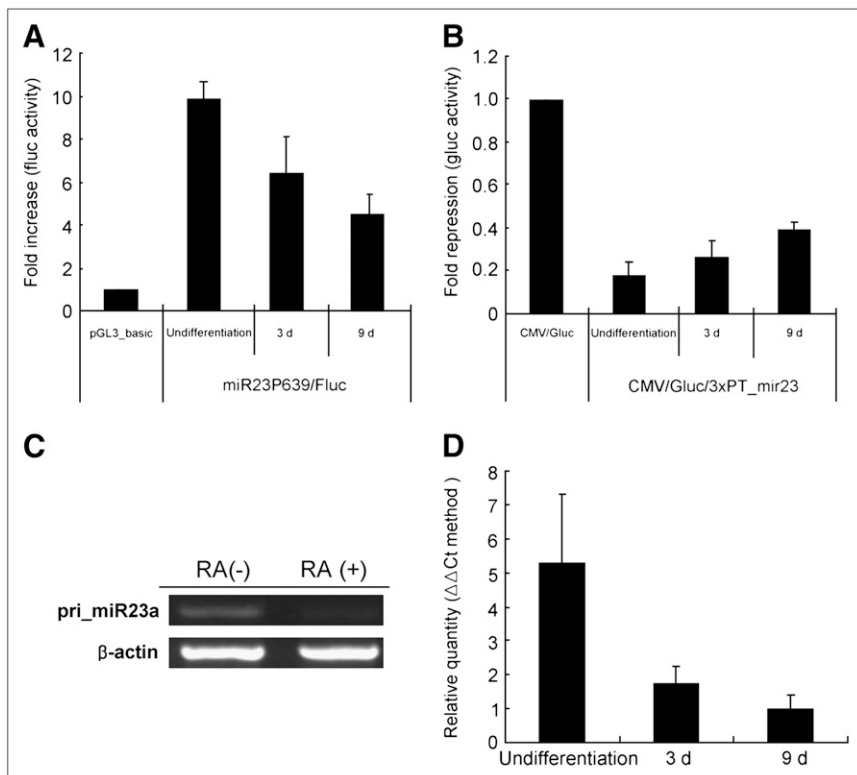 A
Fold increase (fluc activity)
12
10
8
6
4
2
0
pGL3_basic
Undifferentiation
3 d
9 d
miR23P639/Fluc
B
Fold repression (gluc activity)
1.0
0.8
0.6
0.4
0.2
0.0
CMV/Gluc
Undifferentiation
3 d
9 d
CMV/Gluc/3xPT_mir23
C
RA(-)
RA (+)
pri_miR23a
β-actin
D
Relative quantity (△△Ct method )
8
7
6
5
4
3
2
1
0
Undifferentiation
3 d
9 d